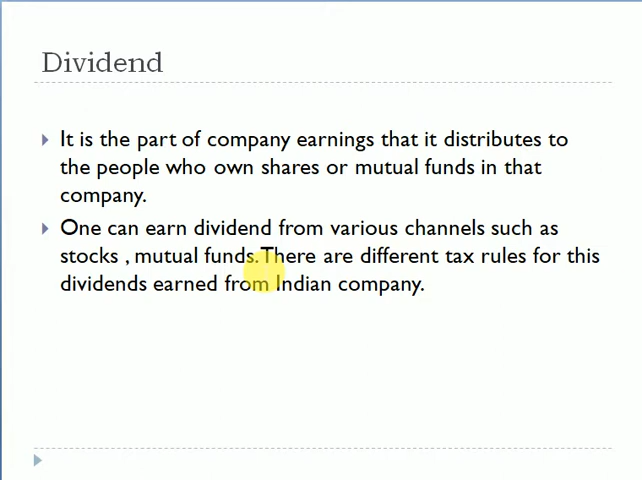 Dividend
It is the part of company earnings that it distributes to
the people who own shares or mutual funds in that
company.
One can earn dividend from various channels such as
stocks , mutual funds.There are different tax rules for this
dividends earned from Indian company.